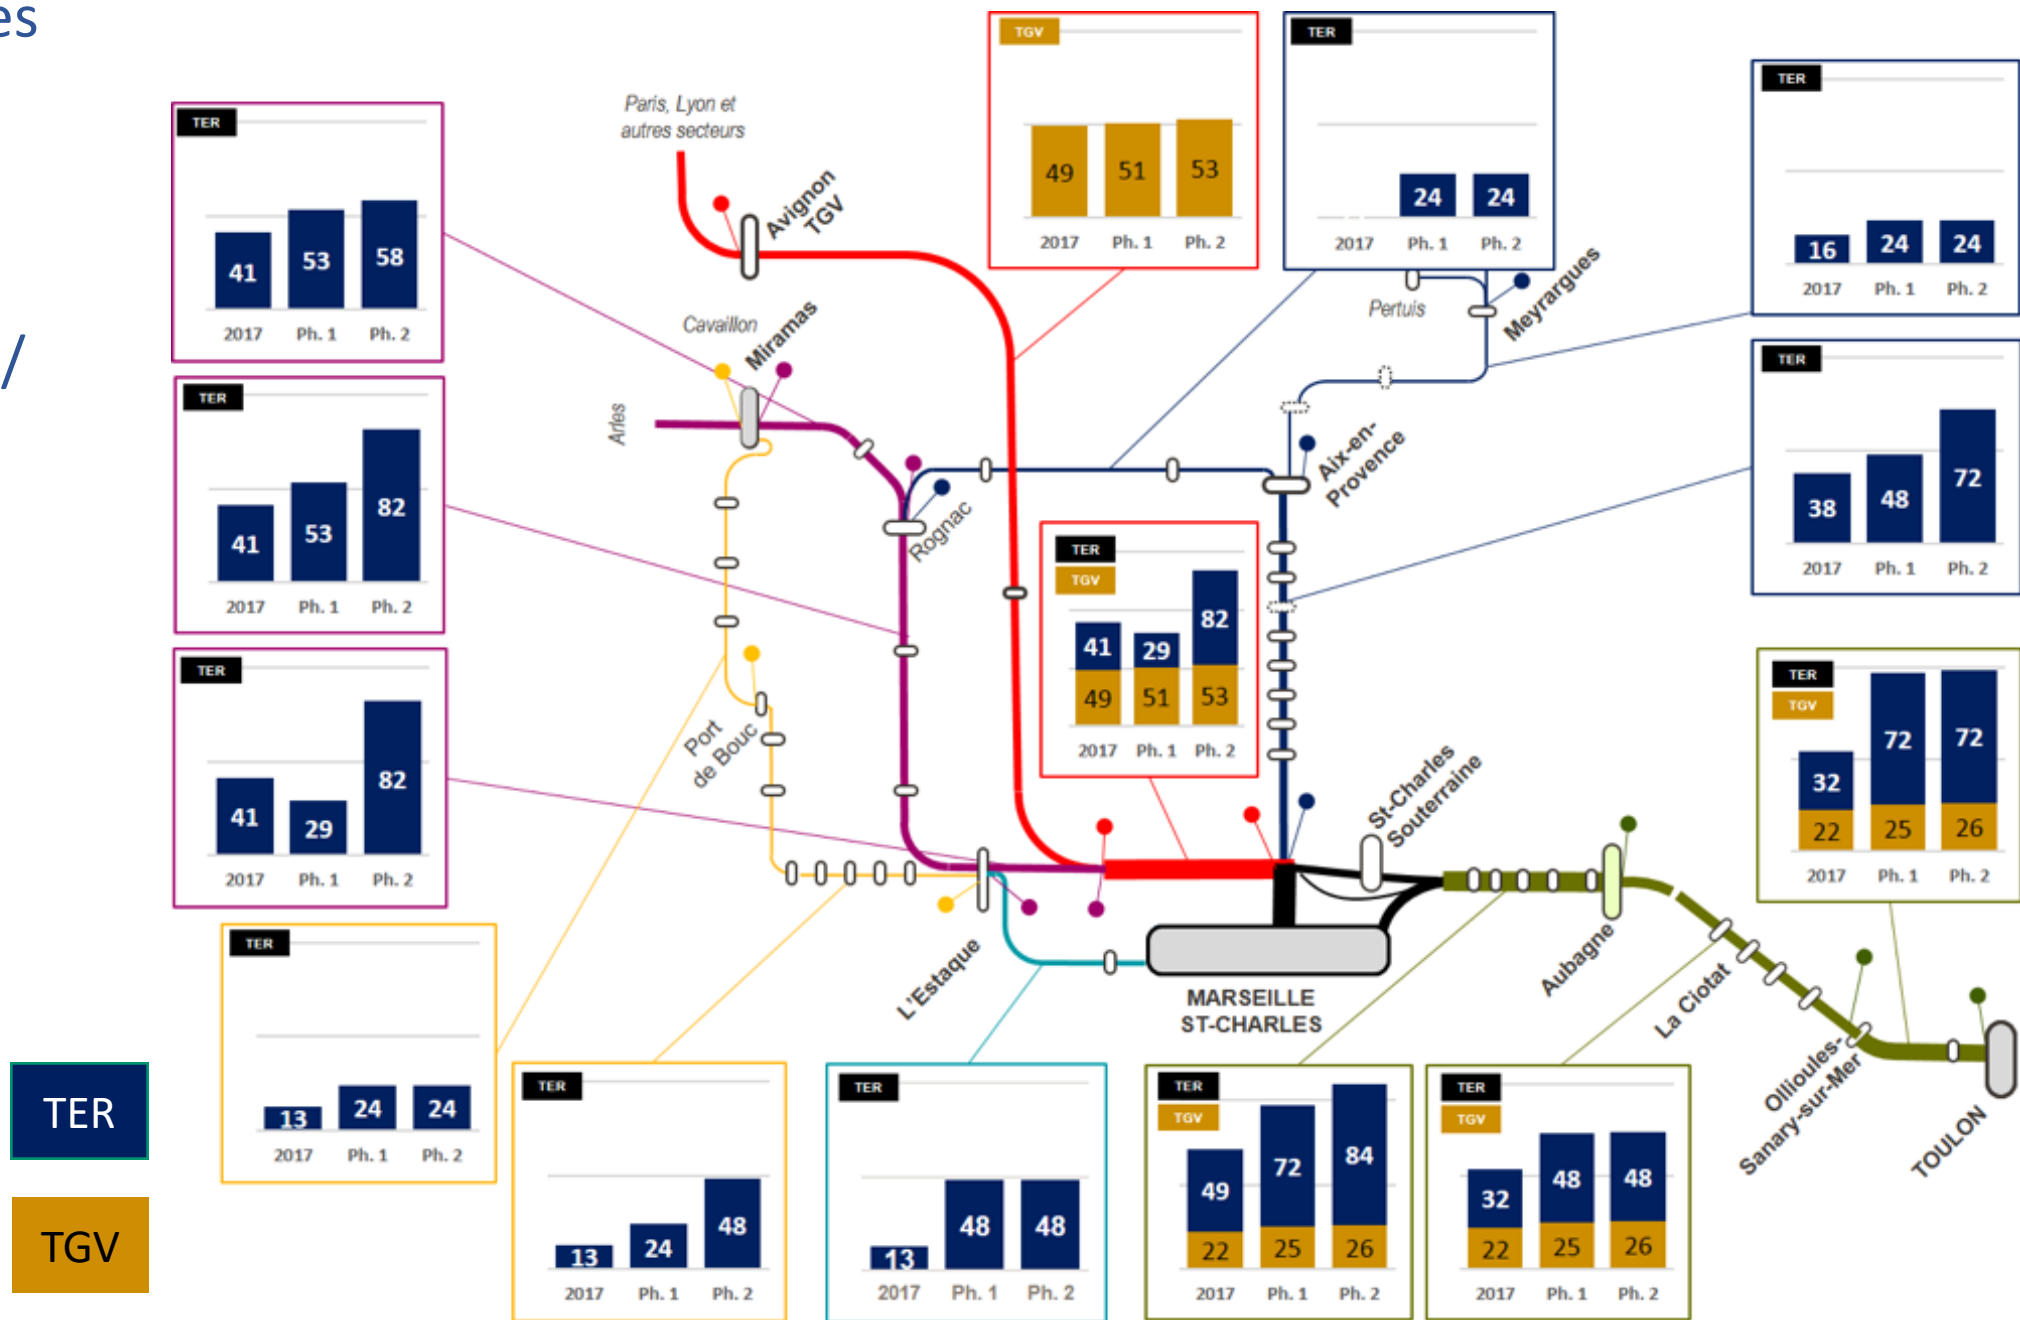 es
/
TER
41
53
58
2017
Ph. 1
Ph. 2
TER
41
53
82
2017
Ph. 1
Ph. 2
TER
41
29
82
2017
Ph. 1
Ph. 2
TER
13
24
24
2017
Ph. 1
Ph. 2
TER
13
24
48
2017
Ph. 1
Ph. 2
TER
13
48
48
2017
Ph. 1
Ph. 2
TER
TGV
49
72
84
22
25
26
2017
Ph. 1
Ph. 2
TER
TGV
32
48
48
22
25
26
2017
Ph. 1
Ph. 2
TER
TGV
32
72
72
22
25
26
2017
Ph. 1
Ph. 2
TER
38
48
72
2017
Ph. 1
Ph. 2
TER
16
24
24
2017
Ph. 1
Ph. 2
TER
24
24
2017
Ph. 1
Ph. 2
TGV
49
51
53
2017
Ph. 1
Ph. 2
TER
TGV
41
29
82
49
51
53
2017
Ph. 1
Ph. 2
Paris, Lyon et
autres secteurs
Avignon
TGV
Cavaillon
Miramas
Arles
Rognac
Port
de Bouc
L'Estaque
Pertuis
Meyrargues
Aix-en-
Provence
St-Charles
Souterraine
MARSEILLE
ST-CHARLES
Aubagne
La Ciotat
Ollioules-
Sanary-sur-Mer
TOULON
TER
TGV